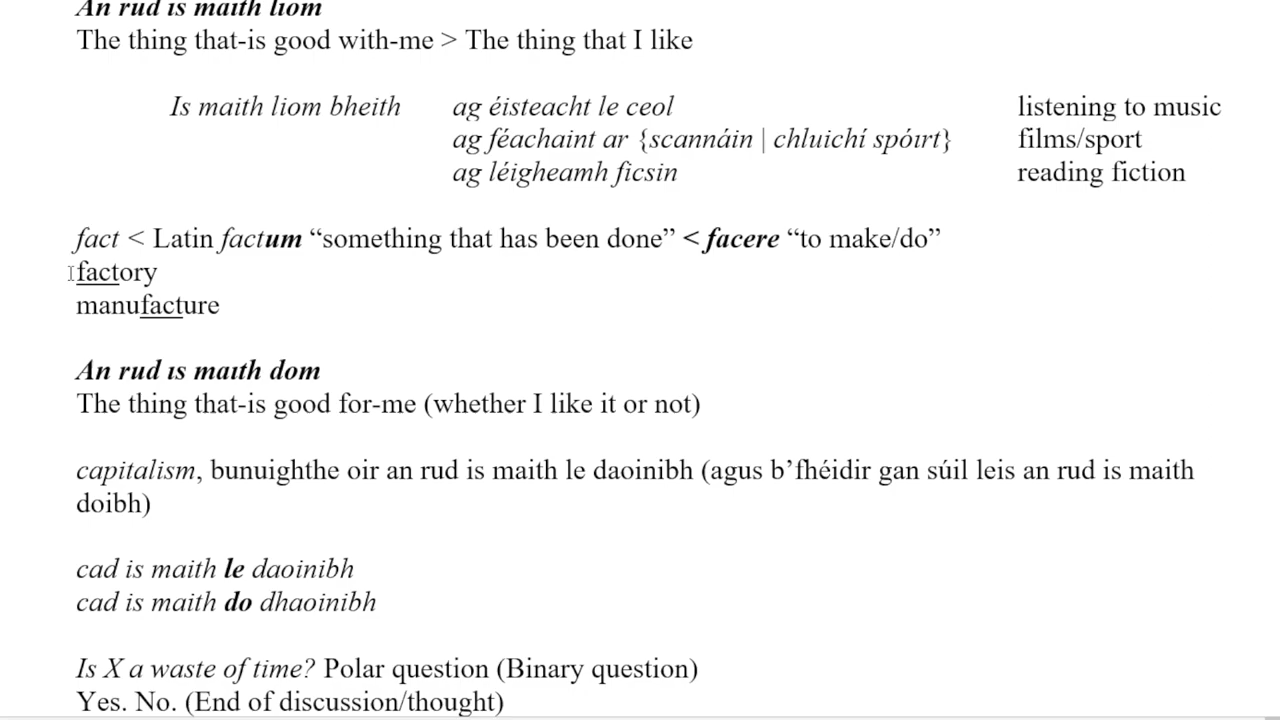 An rud is maith liom
The thing that-is good with-me > The thing that I like
Is maith liom bheith ag éisteacht le ceol listening to music
ag féachaint ar {scannáin | chluichí spóırt} films/sport
ag léigheamh ficsin reading fiction
fact < Latin factum “something that has been done” < facere “to make/do”
factory
manufacture
An rud ıs maıth dom
The thing that-is good for-me (whether I like it or not)
capitalism, bunuighthe oir an rud is maith le daoinibh (agus b’fhéidir gan súil leis an rud is maith
doibh)
cad is maith le daoinibh
cad is maith do dhaoinibh
Is X a waste of time? Polar question (Binary question)
Yes. No. (End of discussion/thought)